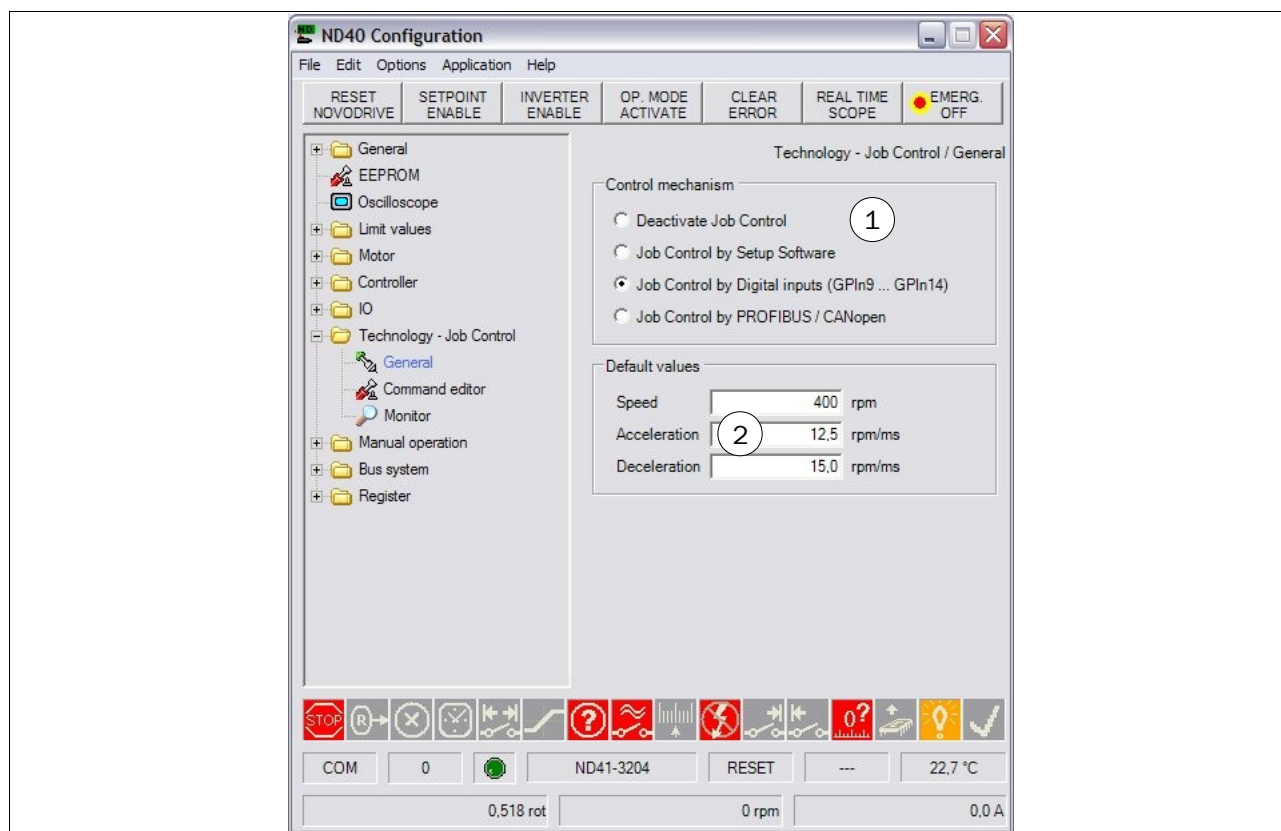 ND40 Configuration
File Edit Options Application Help
RESET NOVODRIVE
SETPOINT ENABLE
INVERTER ENABLE
OP. MODE ACTIVATE
CLEAR ERROR
REAL TIME SCOPE
EMERG. OFF
General
EEPROM
Oscilloscope
Limit values
Motor
Controller
IO
Technology - Job Control
General
Command editor
Monitor
Manual operation
Bus system
Register
Technology - Job Control / General
Control mechanism
Deactivate Job Control
1
Job Control by Setup Software
Job Control by Digital inputs (GPIn9 ... GPIn14)
Job Control by PROFIBUS / CANopen
Default values
Speed 400 rpm
Acceleration 2 12,5 rpm/ms
Deceleration 15,0 rpm/ms
STOP R ? 0?
COM 0 ND41-3204 RESET --- 22,7 °C
0,518 rot 0 rpm 0,0 A